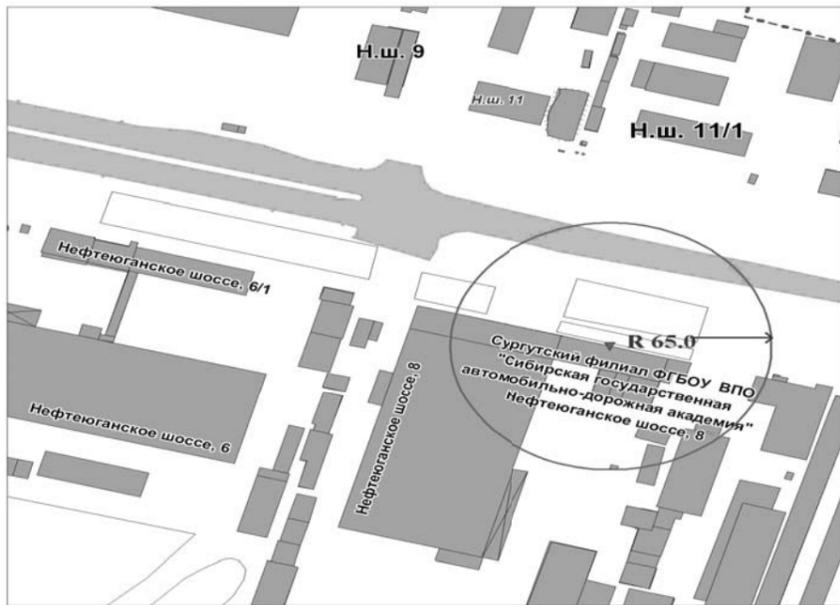 Н.ш. 9
Н.ш. 11
Н.ш. 11/1
Нефтеюганское шоссе, 6/1
R 65.0
Сургутский филиал ФГБОУ ВПО
"Сибирская государственная
автомобильно-дорожная академия"
Нефтеюганское шоссе, 8
Нефтеюганское шоссе, 8
Нефтеюганское шоссе, 6